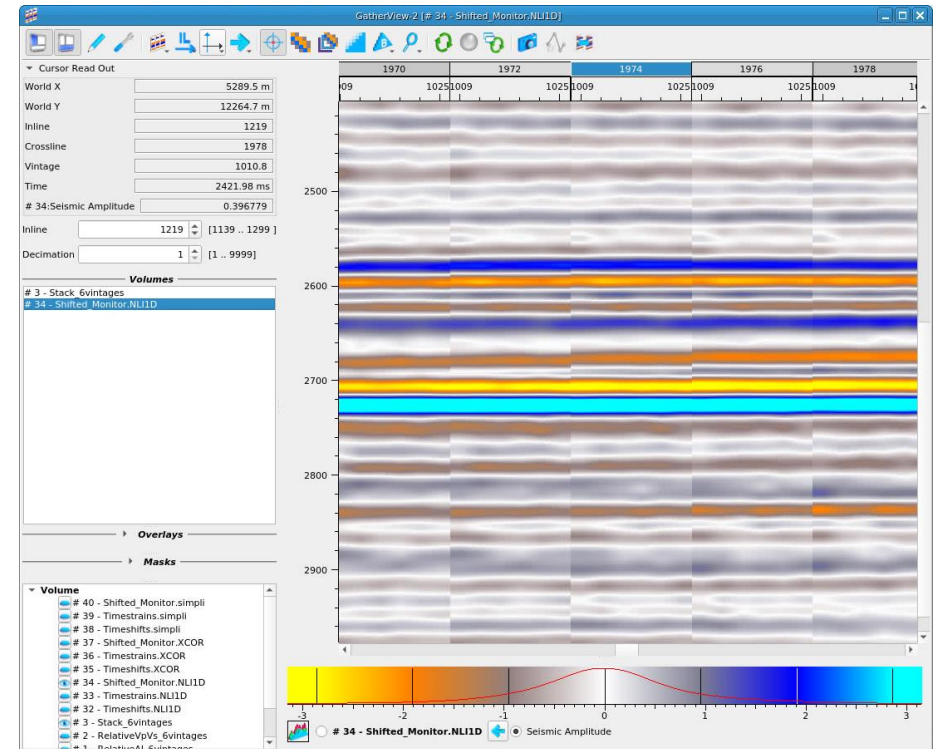 GatherView-2 [# 34 - Shifted_Monitor.NLI1D]
Cursor Read Out
World X 5289.5 m
World Y 12264.7 m
Inline 1219
Crossline 1978
Vintage 1010.8
Time 2421.98 ms
# 34:Seismic Amplitude 0.396779
Inline 1219 [1139 .. 1299 ]
Decimation 1 [1 .. 9999]
Volumes
# 3 - Stack_6vintages
# 34 - Shifted_Monitor.NLI1D
Overlays
Masks
Volume
# 40 - Shifted_Monitor.simpli
# 39 - Timestrains.simpli
# 38 - Timeshifts.simpli
# 37 - Shifted_Monitor.XCOR
# 36 - Timestrains.XCOR
# 35 - Timeshifts.XCOR
# 34 - Shifted_Monitor.NLI1D
# 33 - Timestrains.NLI1D
# 32 - Timeshifts.NLI1D
# 3 - Stack_6vintages
# 2 - RelativeVpVs_6vintages
# 1 - RelativeAI_6vintages
1970 1972 1974 1976 1978
09 1025 1009 1025 1009 1025 1009 1025 1009 1
2500
2600
2700
2800
2900
-3 -2 -1 0 1 2 3
# 34 - Shifted_Monitor.NLI1D Seismic Amplitude